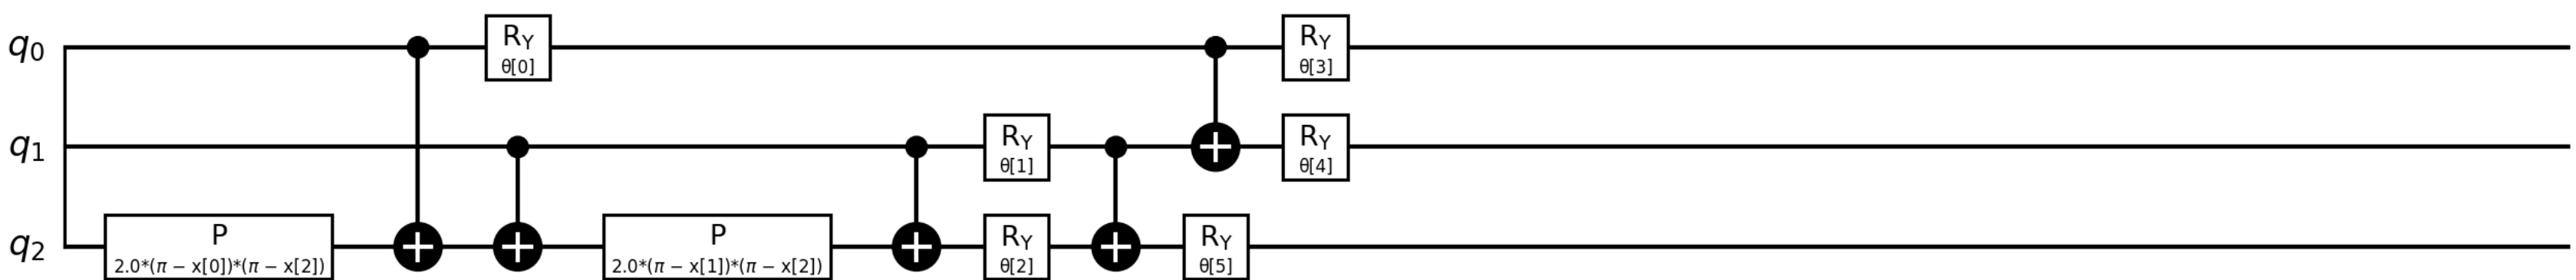 q0
RY
θ[0]
RY
θ[3]
q1
RY
θ[1]
RY
θ[4]
q2
P
2.0*(π − x[0])*(π − x[2])
P
2.0*(π − x[1])*(π − x[2])
RY
θ[2]
RY
θ[5]